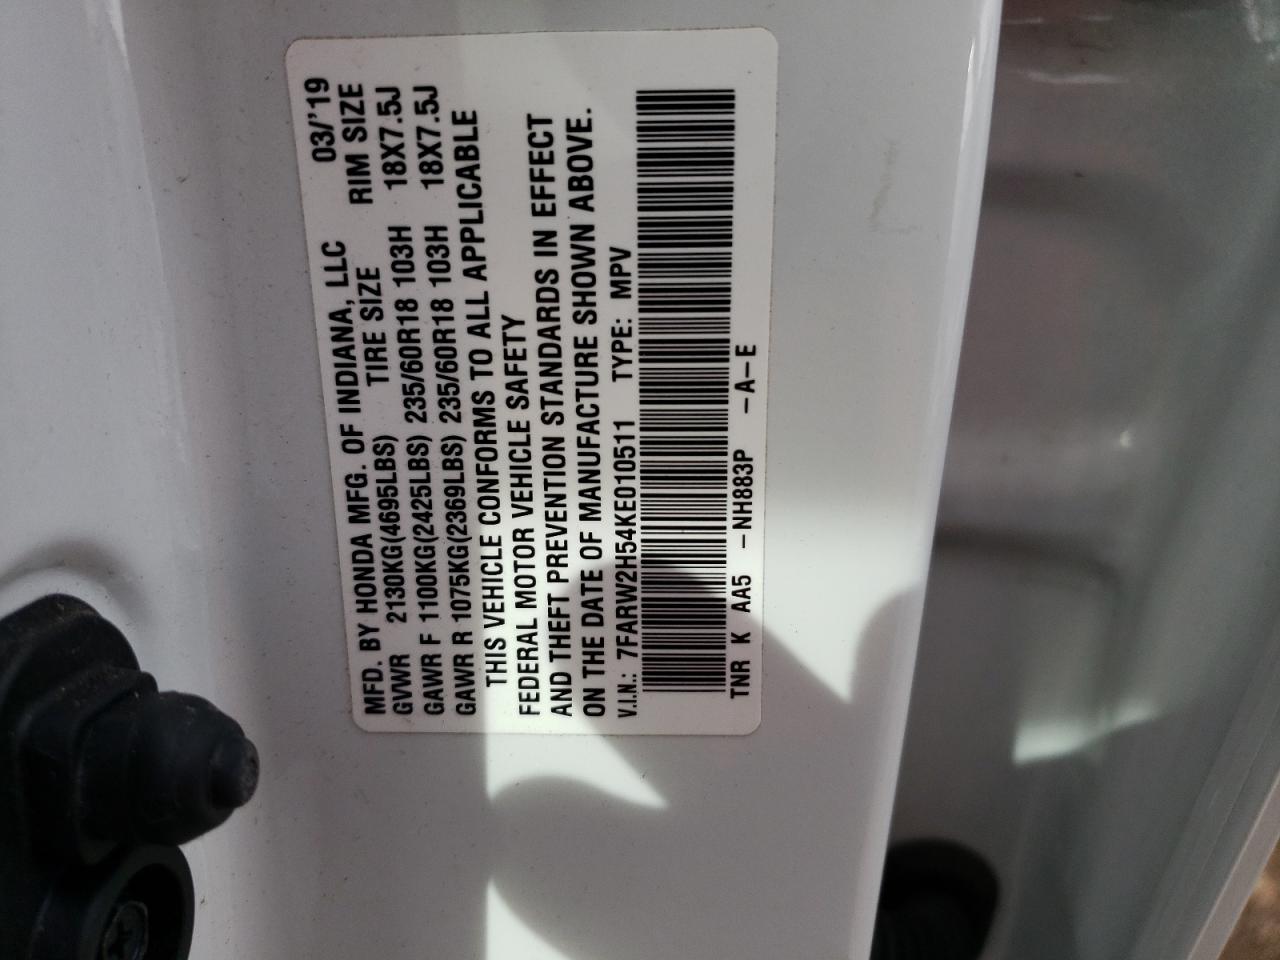 MFD. BY HONDA MFG. OF INDIANA, LLC 03/'19
GVWR 2130KG(4695LBS) TIRE SIZE RIM SIZE
GAWR F 1100KG(2425LBS) 235/60R18 103H 18X7.5J
GAWR R 1075KG(2369LBS) 235/60R18 103H 18X7.5J
THIS VEHICLE CONFORMS TO ALL APPLICABLE
FEDERAL MOTOR VEHICLE SAFETY
AND THEFT PREVENTION STANDARDS IN EFFECT
ON THE DATE OF MANUFACTURE SHOWN ABOVE.
V.I.N.: 7FARW2H54KE010511 TYPE: MPV
TNR K AA5 -NH883P -A-E